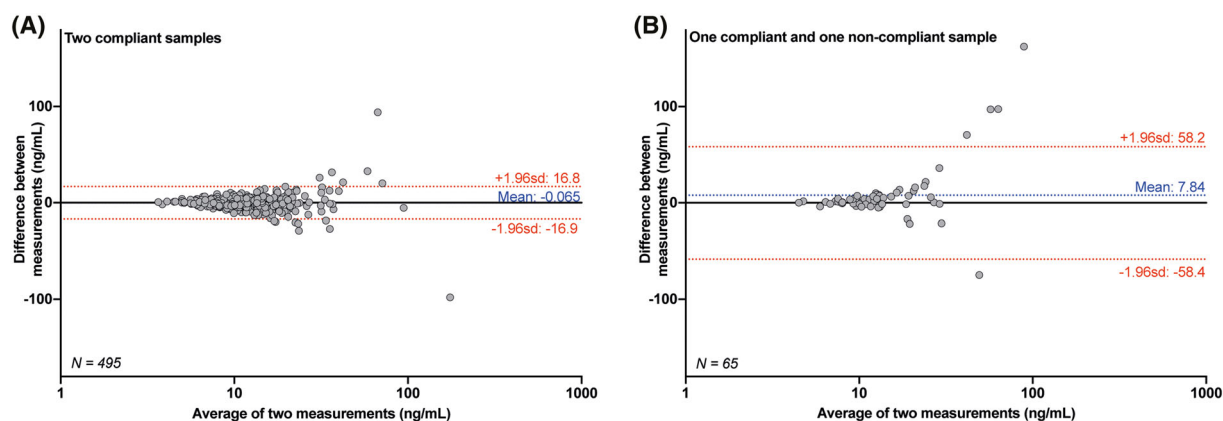 (A)
Two compliant samples
Difference between
measurements (ng/mL)
100
0
-100
+1.96sd: 16.8
Mean: -0.065
-1.96sd: -16.9
N = 495
1
10
100
1000
Average of two measurements (ng/mL)
(B)
One compliant and one non-compliant sample
Difference between
measurements (ng/mL)
100
0
-100
+1.96sd: 58.2
Mean: 7.84
-1.96sd: -58.4
N = 65
1
10
100
1000
Average of two measurements (ng/mL)